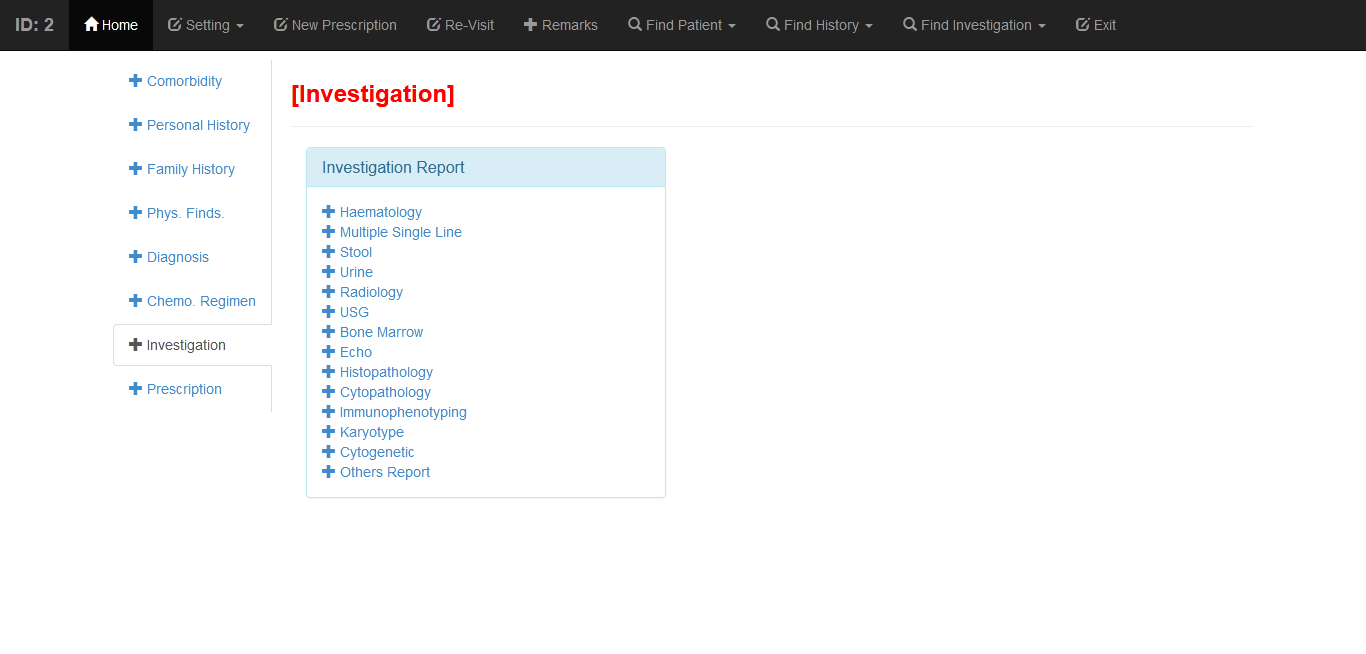 ID: 2 Home Setting New Prescription Re-Visit Remarks Find Patient Find History Find Investigation Exit
Comorbidity
Personal History
Family History
Phys. Finds.
Diagnosis
Chemo. Regimen
Investigation
Prescription
[Investigation]
Investigation Report
Haematology
Multiple Single Line
Stool
Urine
Radiology
USG
Bone Marrow
Echo
Histopathology
Cytopathology
Immunophenotyping
Karyotype
Cytogenetic
Others Report